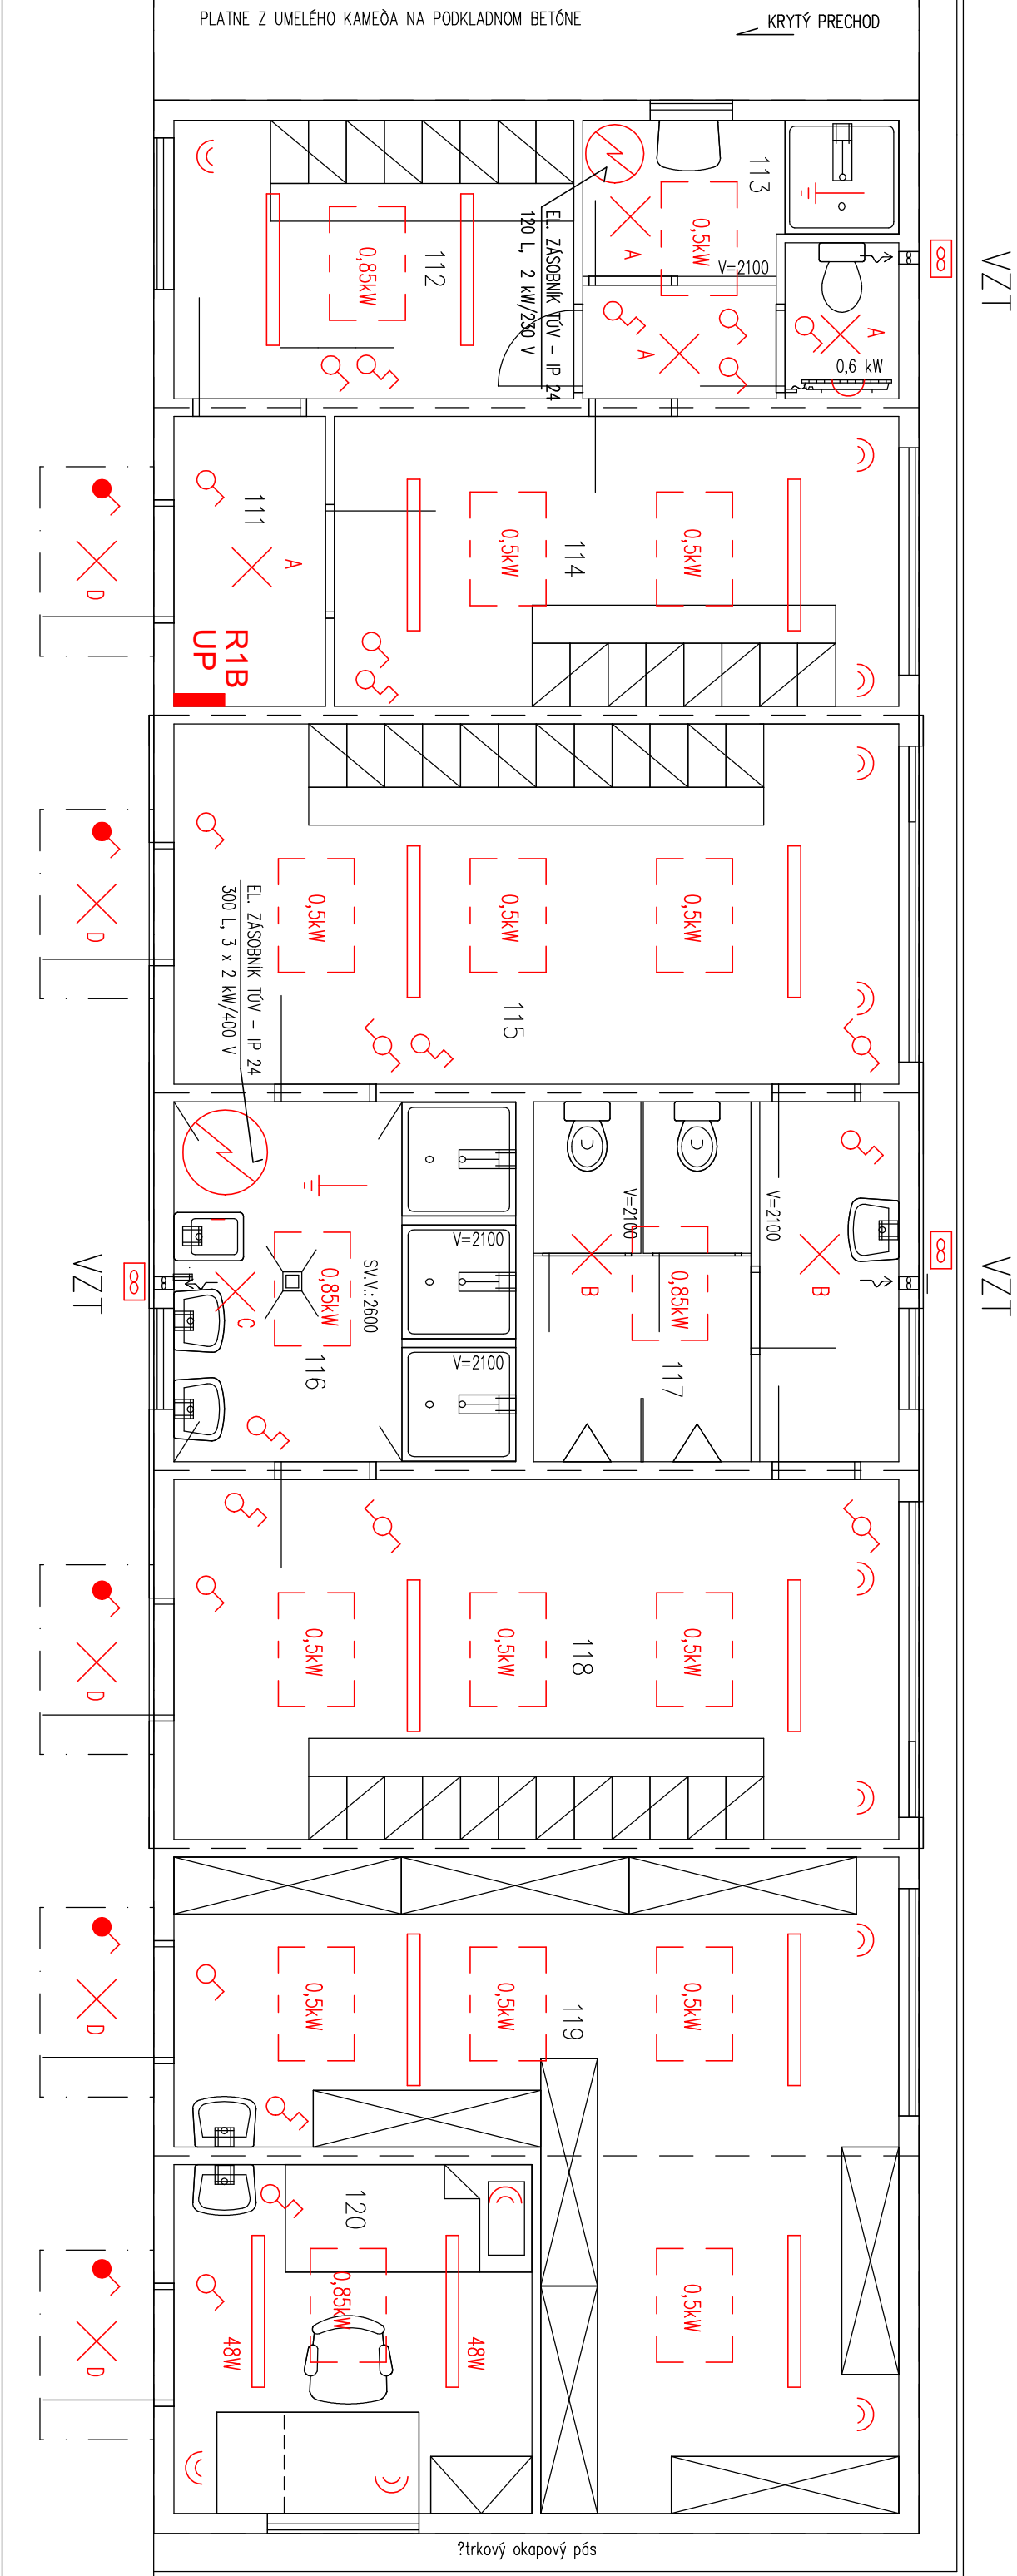 PLATNE Z UMELÉHO KAMEÒA NA PODKLADNOM BETÓNE
KRYTÝ PRECHOD
VZT
113
0,5kW
A
V=2100
A
0,6 kW
A
EL. ZÁSOBNÍK TÚV - IP 24
120 L, 2 kW/230 V
112
0,85kW
111
A
D
R1B
UP
114
0,5kW
0,5kW
115
0,5kW
0,5kW
0,5kW
D
EL. ZÁSOBNÍK TÚV - IP 24
300 L, 3 x 2 kW/400 V
V=2100
V=2100
B
B
0,85kW
117
VZT
V=2100
V=2100
SV.V.:2600
0,85kW
C
116
VZT
118
0,5kW
0,5kW
0,5kW
D
119
0,5kW
0,5kW
0,5kW
D
0,5kW
120
0,85kW
48W
48W
D
?trkový okapový pás